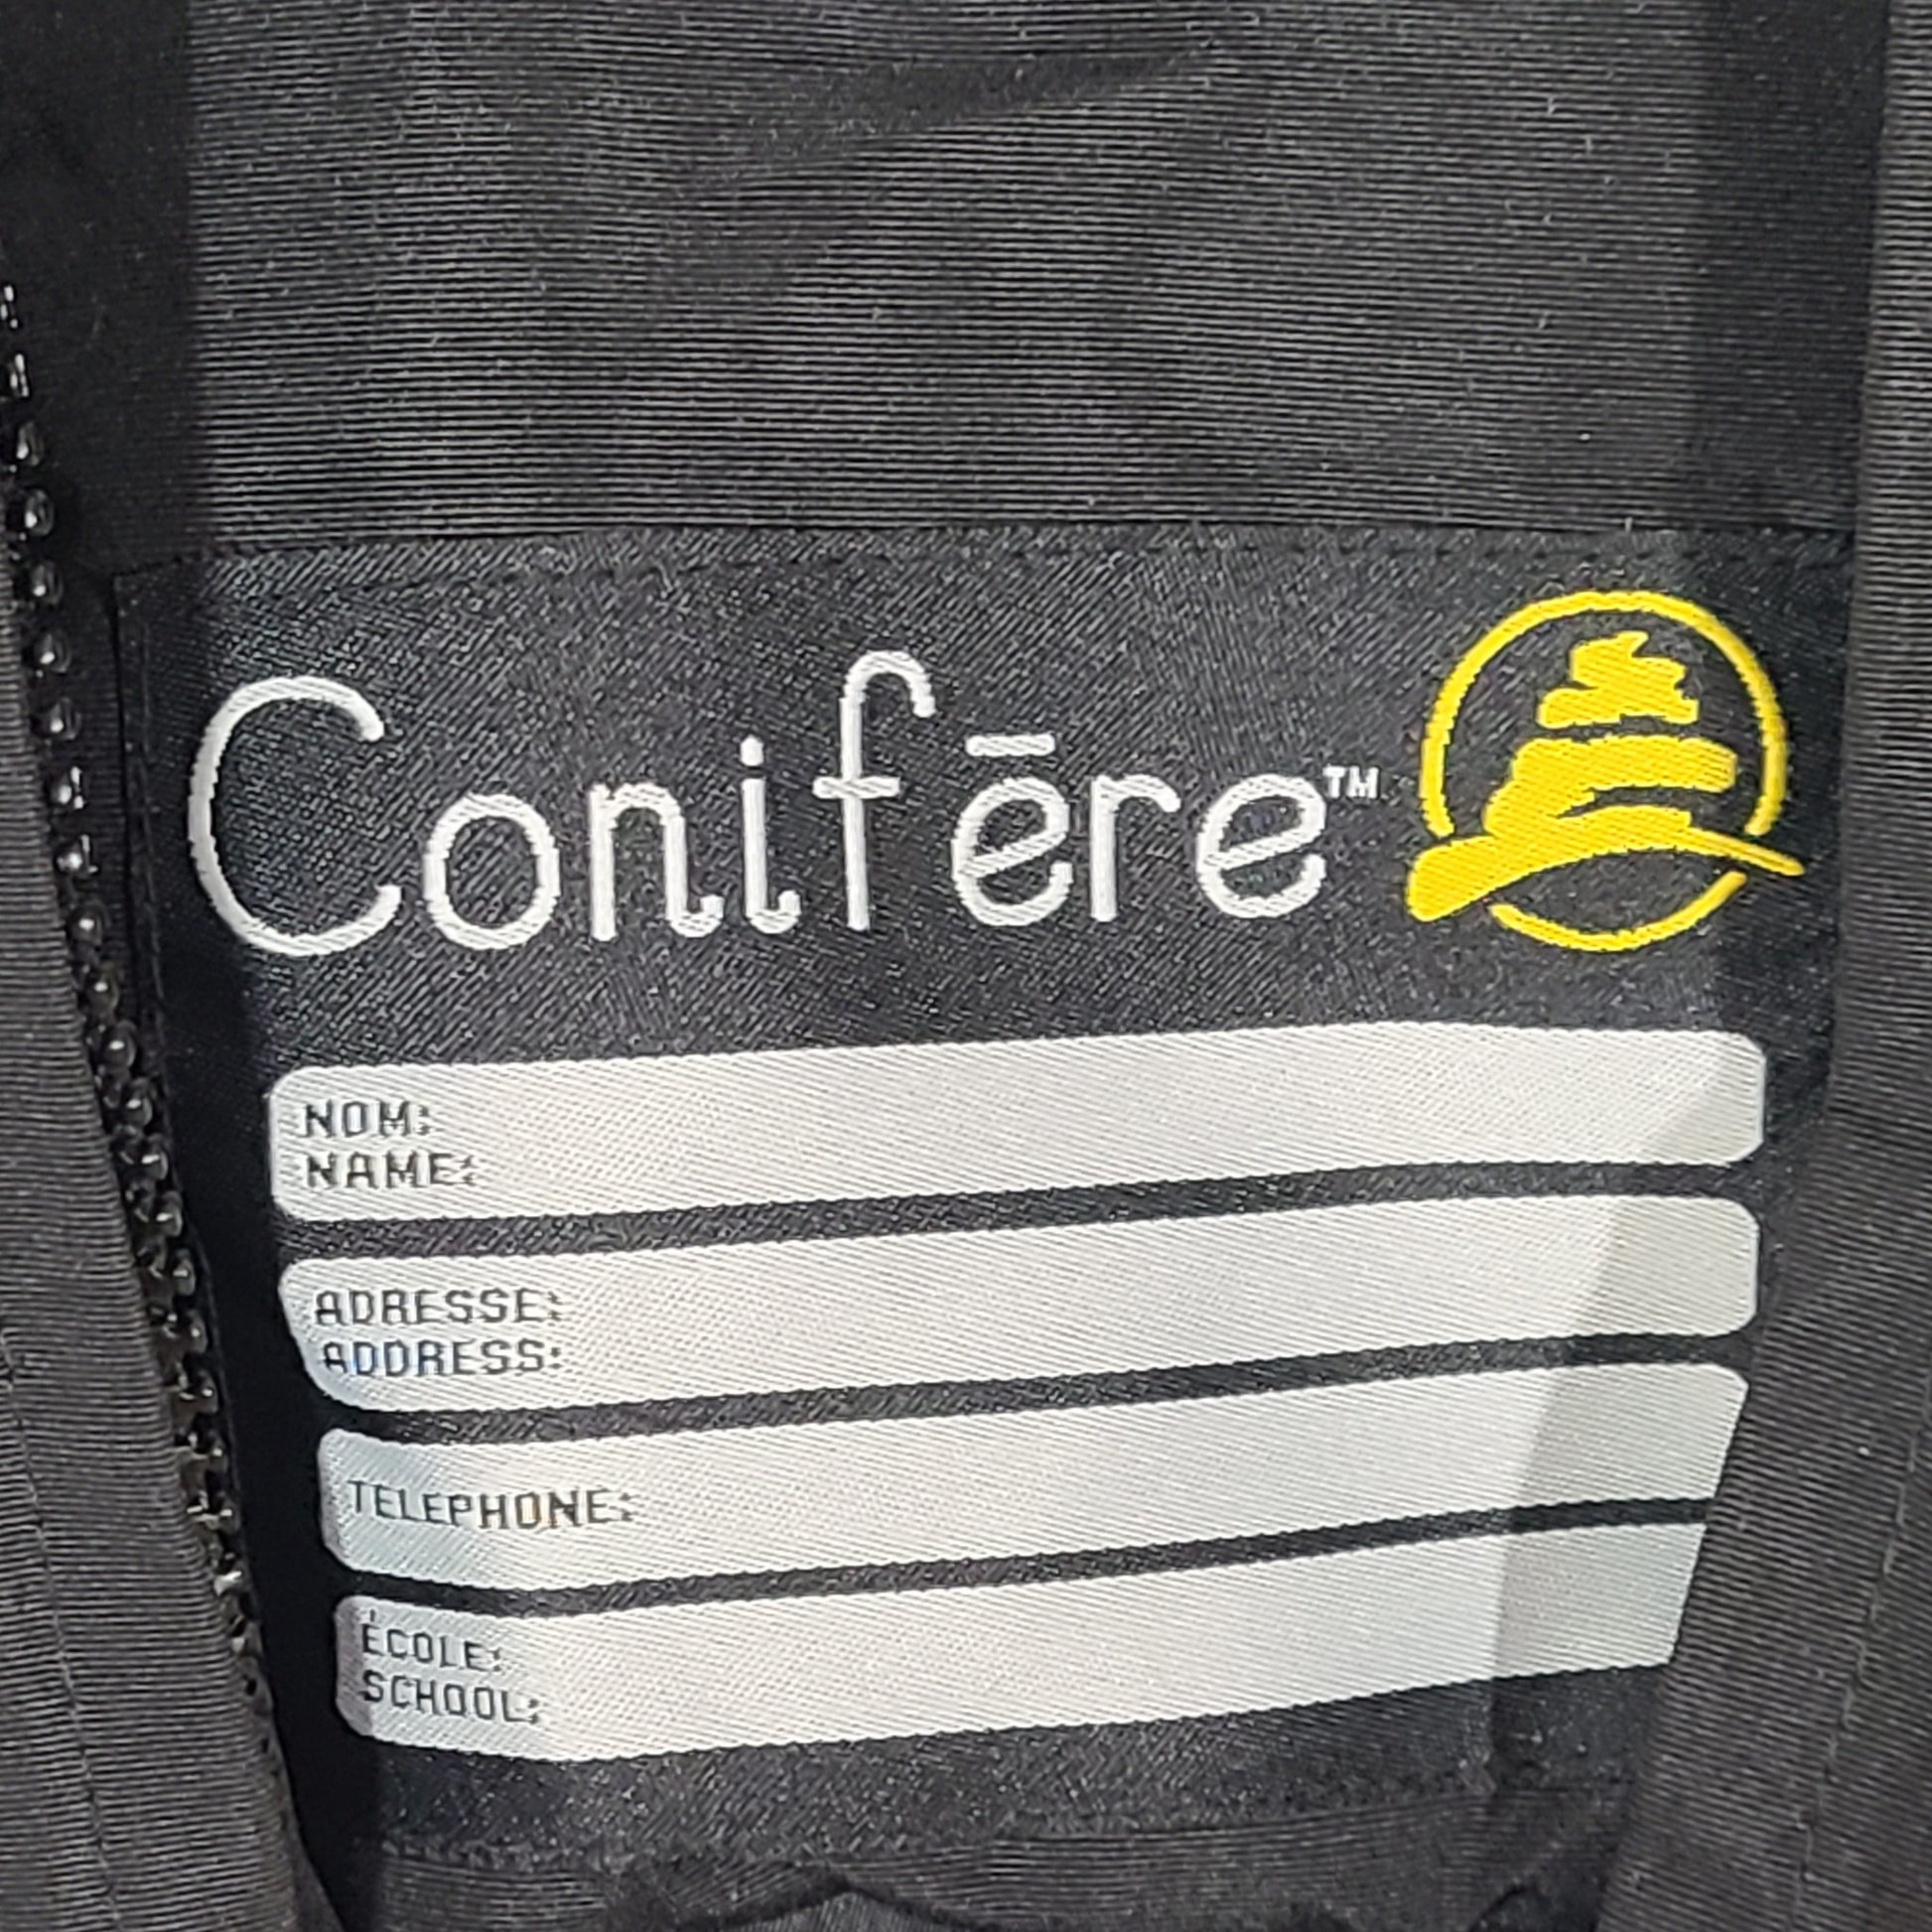 Conifēre™
NOM:
NAME:
ADRESSE:
ADDRESS:
TELEPHONE:
ÉCOLE:
SCHOOL: